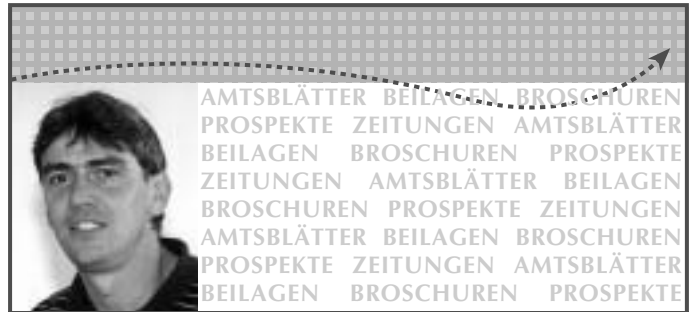 AMTSBLÄTTER BEILAGEN BROSCHUREN
PROSPEKTE ZEITUNGEN AMTSBLÄTTER
BEILAGEN BROSCHUREN PROSPEKTE
ZEITUNGEN AMTSBLÄTTER BEILAGEN
BROSCHUREN PROSPEKTE ZEITUNGEN
AMTSBLÄTTER BEILAGEN BROSCHUREN
PROSPEKTE ZEITUNGEN AMTSBLÄTTER
BEILAGEN BROSCHUREN PROSPEKTE